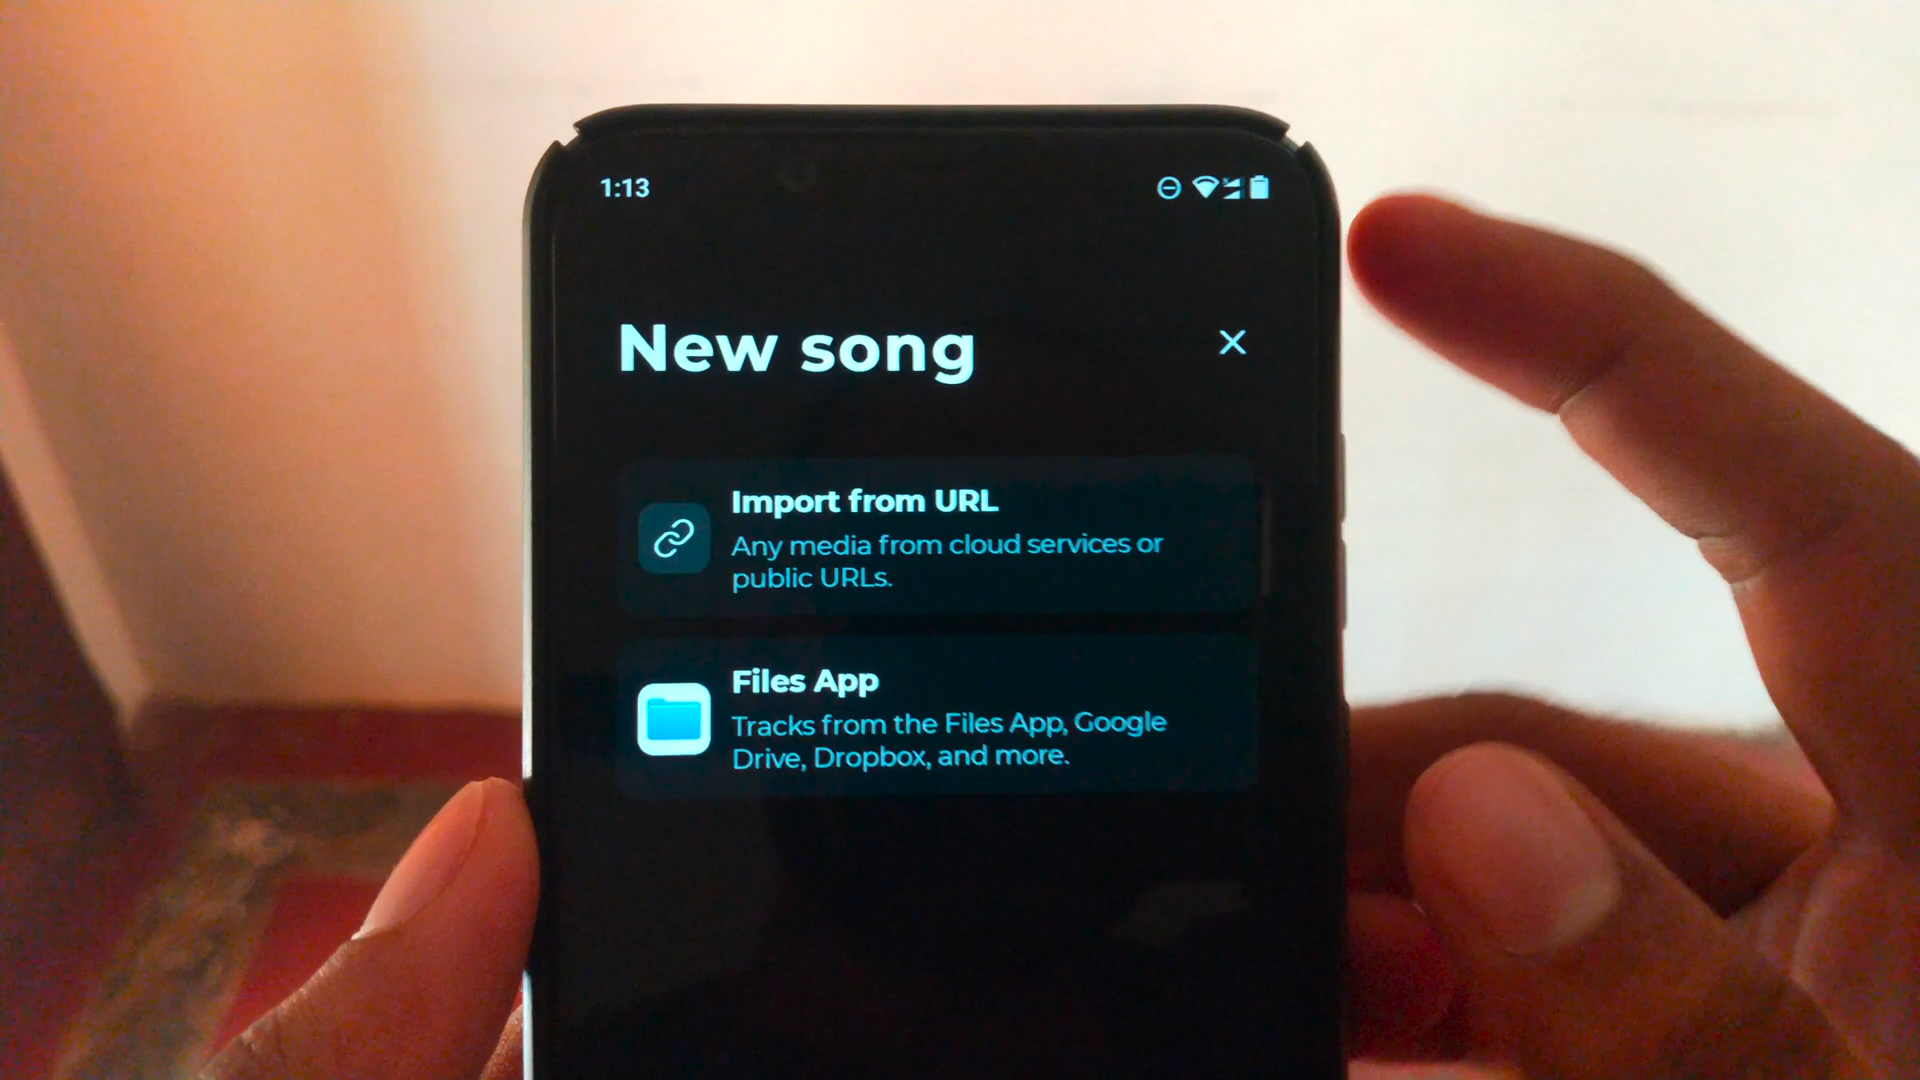 1:13
New song
Import from URL
Any media from cloud services or
public URLs.
Files App
Tracks from the Files App, Google
Drive, Dropbox, and more.